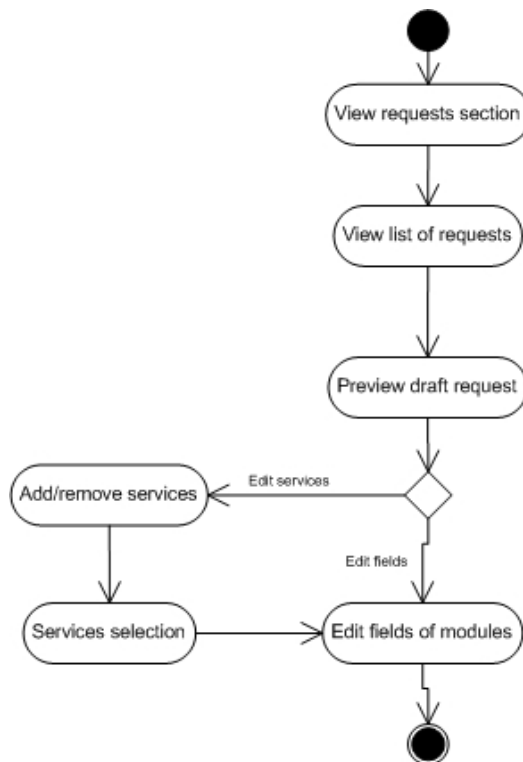 View requests section
View list of requests
Preview draft request
Edit services
Add/remove services
Edit fields
Services selection
Edit fields of modules